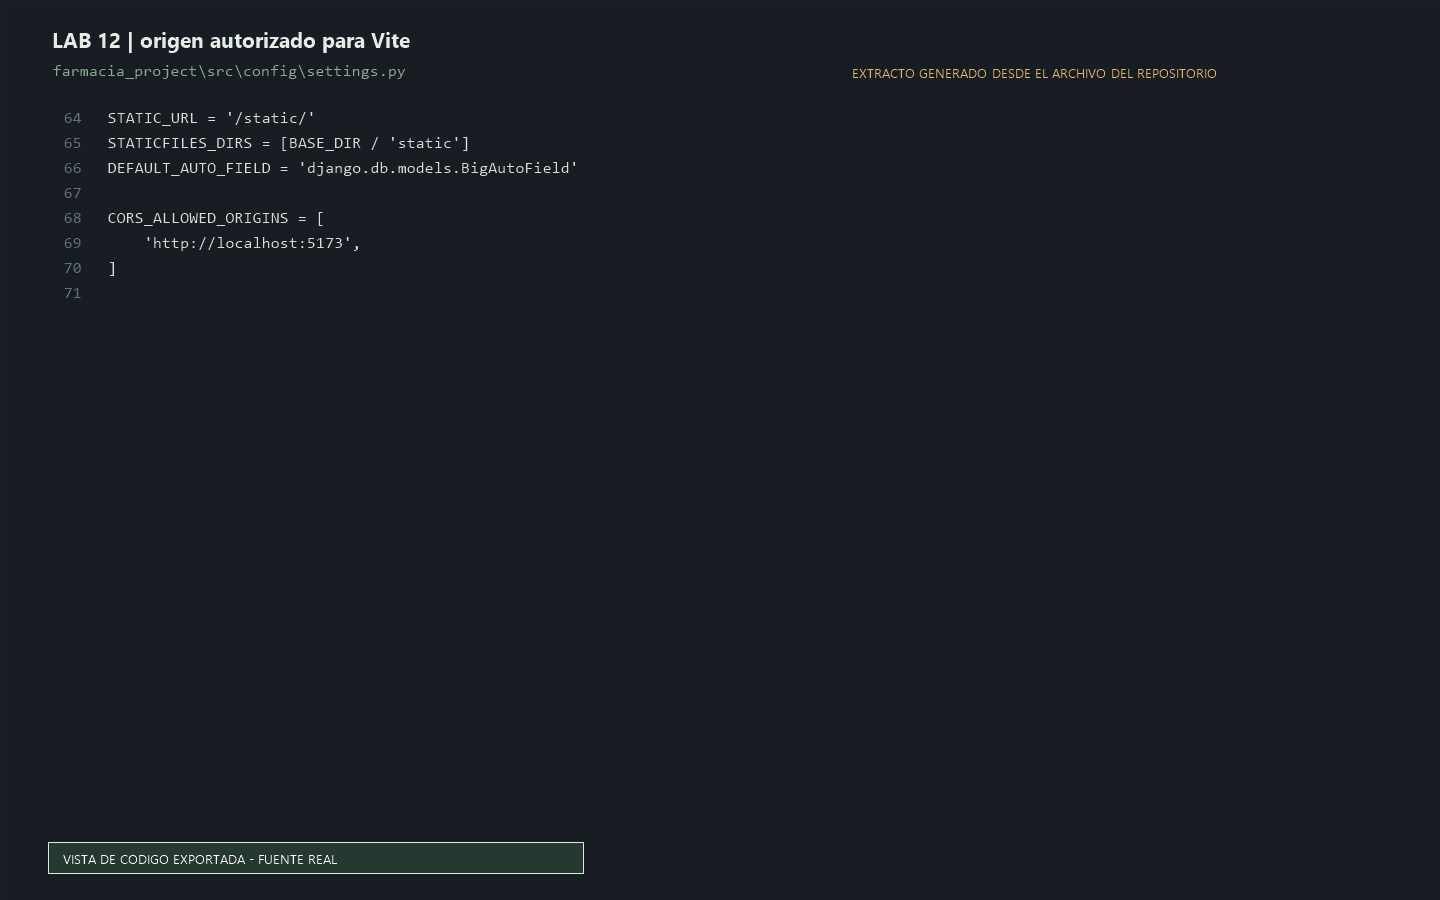 LAB 12 | origen autorizado para Vite
farmacia_project\src\config\settings.py
EXTRACTO GENERADO DESDE EL ARCHIVO DEL REPOSITORIO
64 STATIC_URL = '/static/'
65 STATICFILES_DIRS = [BASE_DIR / 'static']
66 DEFAULT_AUTO_FIELD = 'django.db.models.BigAutoField'
67
68 CORS_ALLOWED_ORIGINS = [
69     'http://localhost:5173',
70 ]
71
VISTA DE CODIGO EXPORTADA - FUENTE REAL